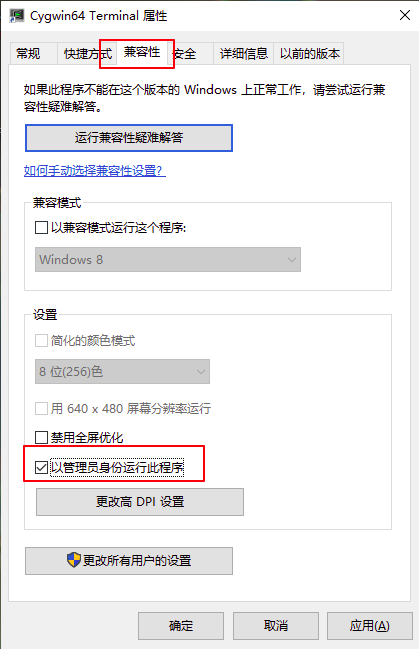 Cygwin64 Terminal 属性
常规 快捷方式 兼容性 安全 详细信息 以前的版本
如果此程序不能在这个版本的 Windows 上正常工作，请尝试运行兼
容性疑难解答。
运行兼容性疑难解答
如何手动选择兼容性设置？
兼容模式
以兼容模式运行这个程序:
Windows 8
设置
简化的颜色模式
8 位(256)色
用 640 x 480 屏幕分辨率运行
禁用全屏优化
以管理员身份运行此程序
更改高 DPI 设置
更改所有用户的设置
确定 取消 应用(A)